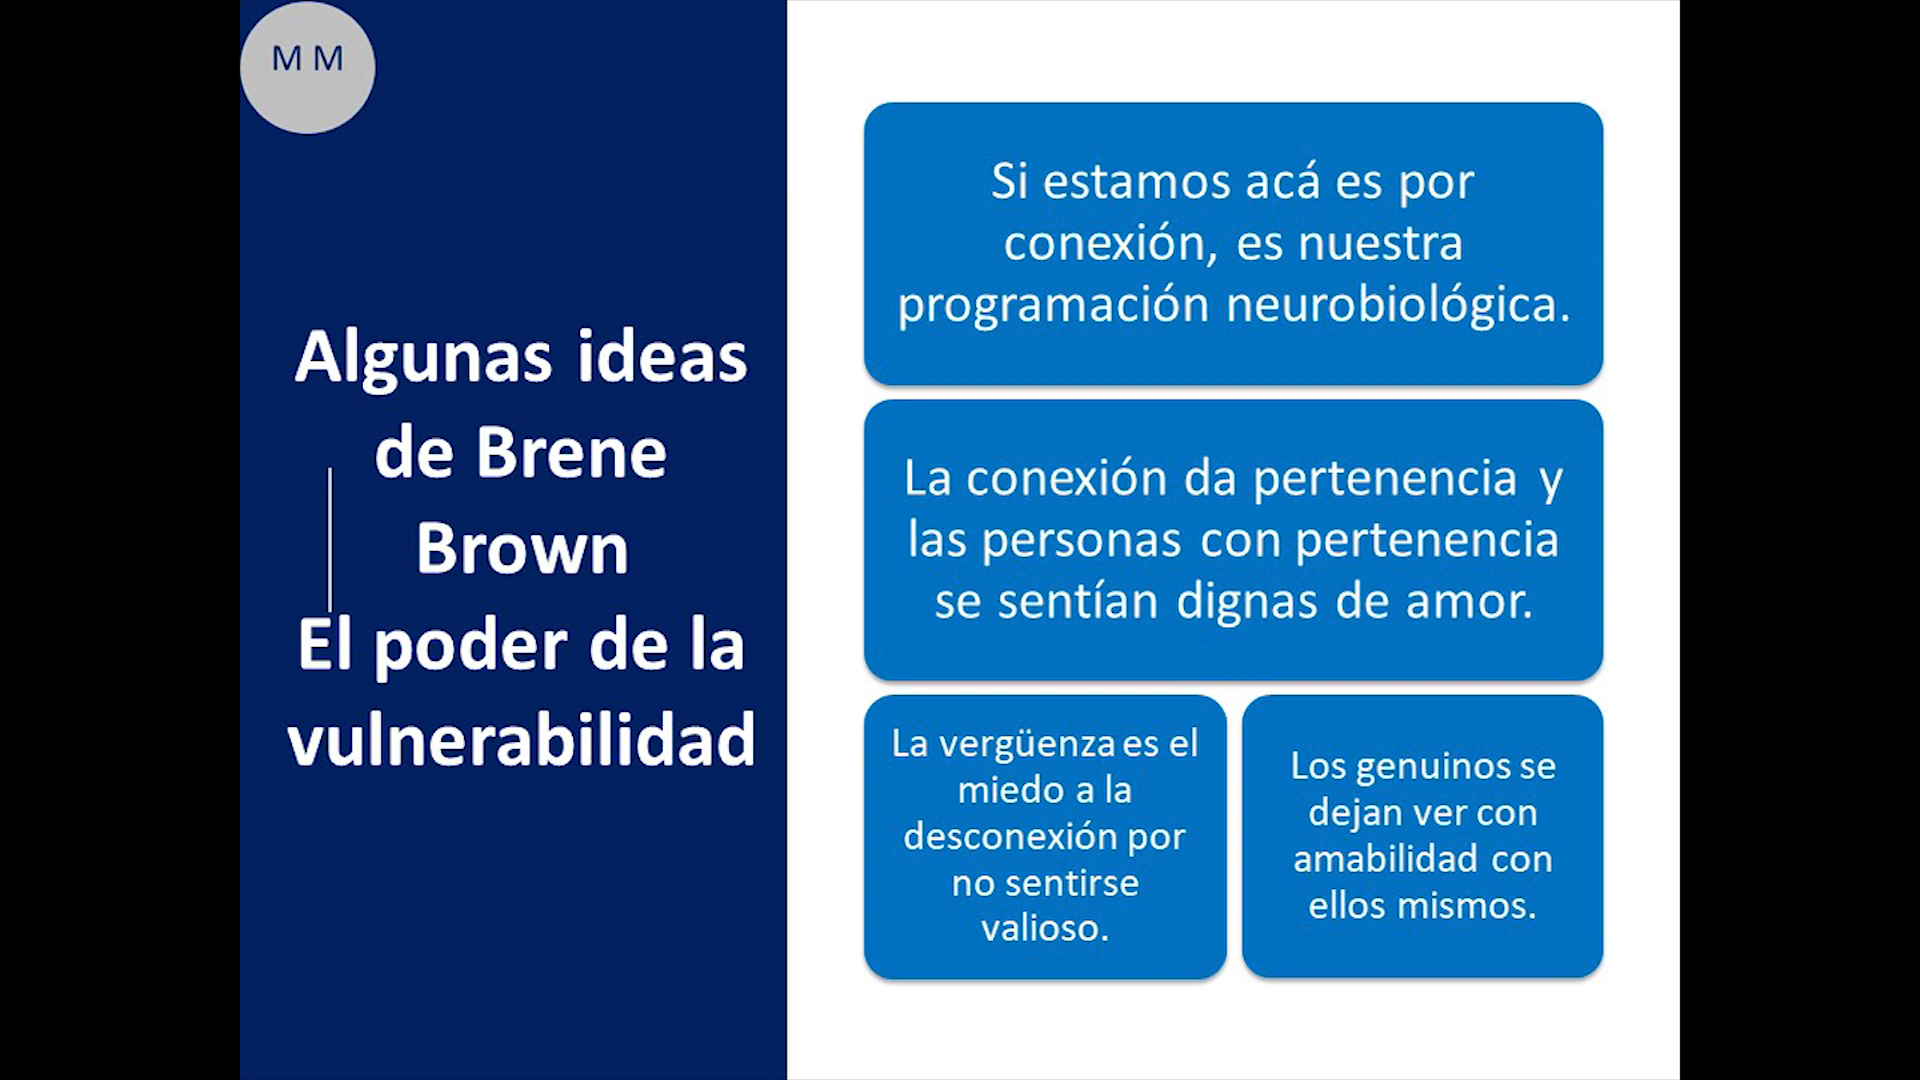 M M
Algunas ideas
de Brene
Brown
El poder de la
vulnerabilidad
Si estamos acá es por
conexión, es nuestra
programación neurobiológica.
La conexión da pertenencia y
las personas con pertenencia
se sentían dignas de amor.
La vergüenza es el
miedo a la
desconexión por
no sentirse
valioso.
Los genuinos se
dejan ver con
amabilidad con
ellos mismos.